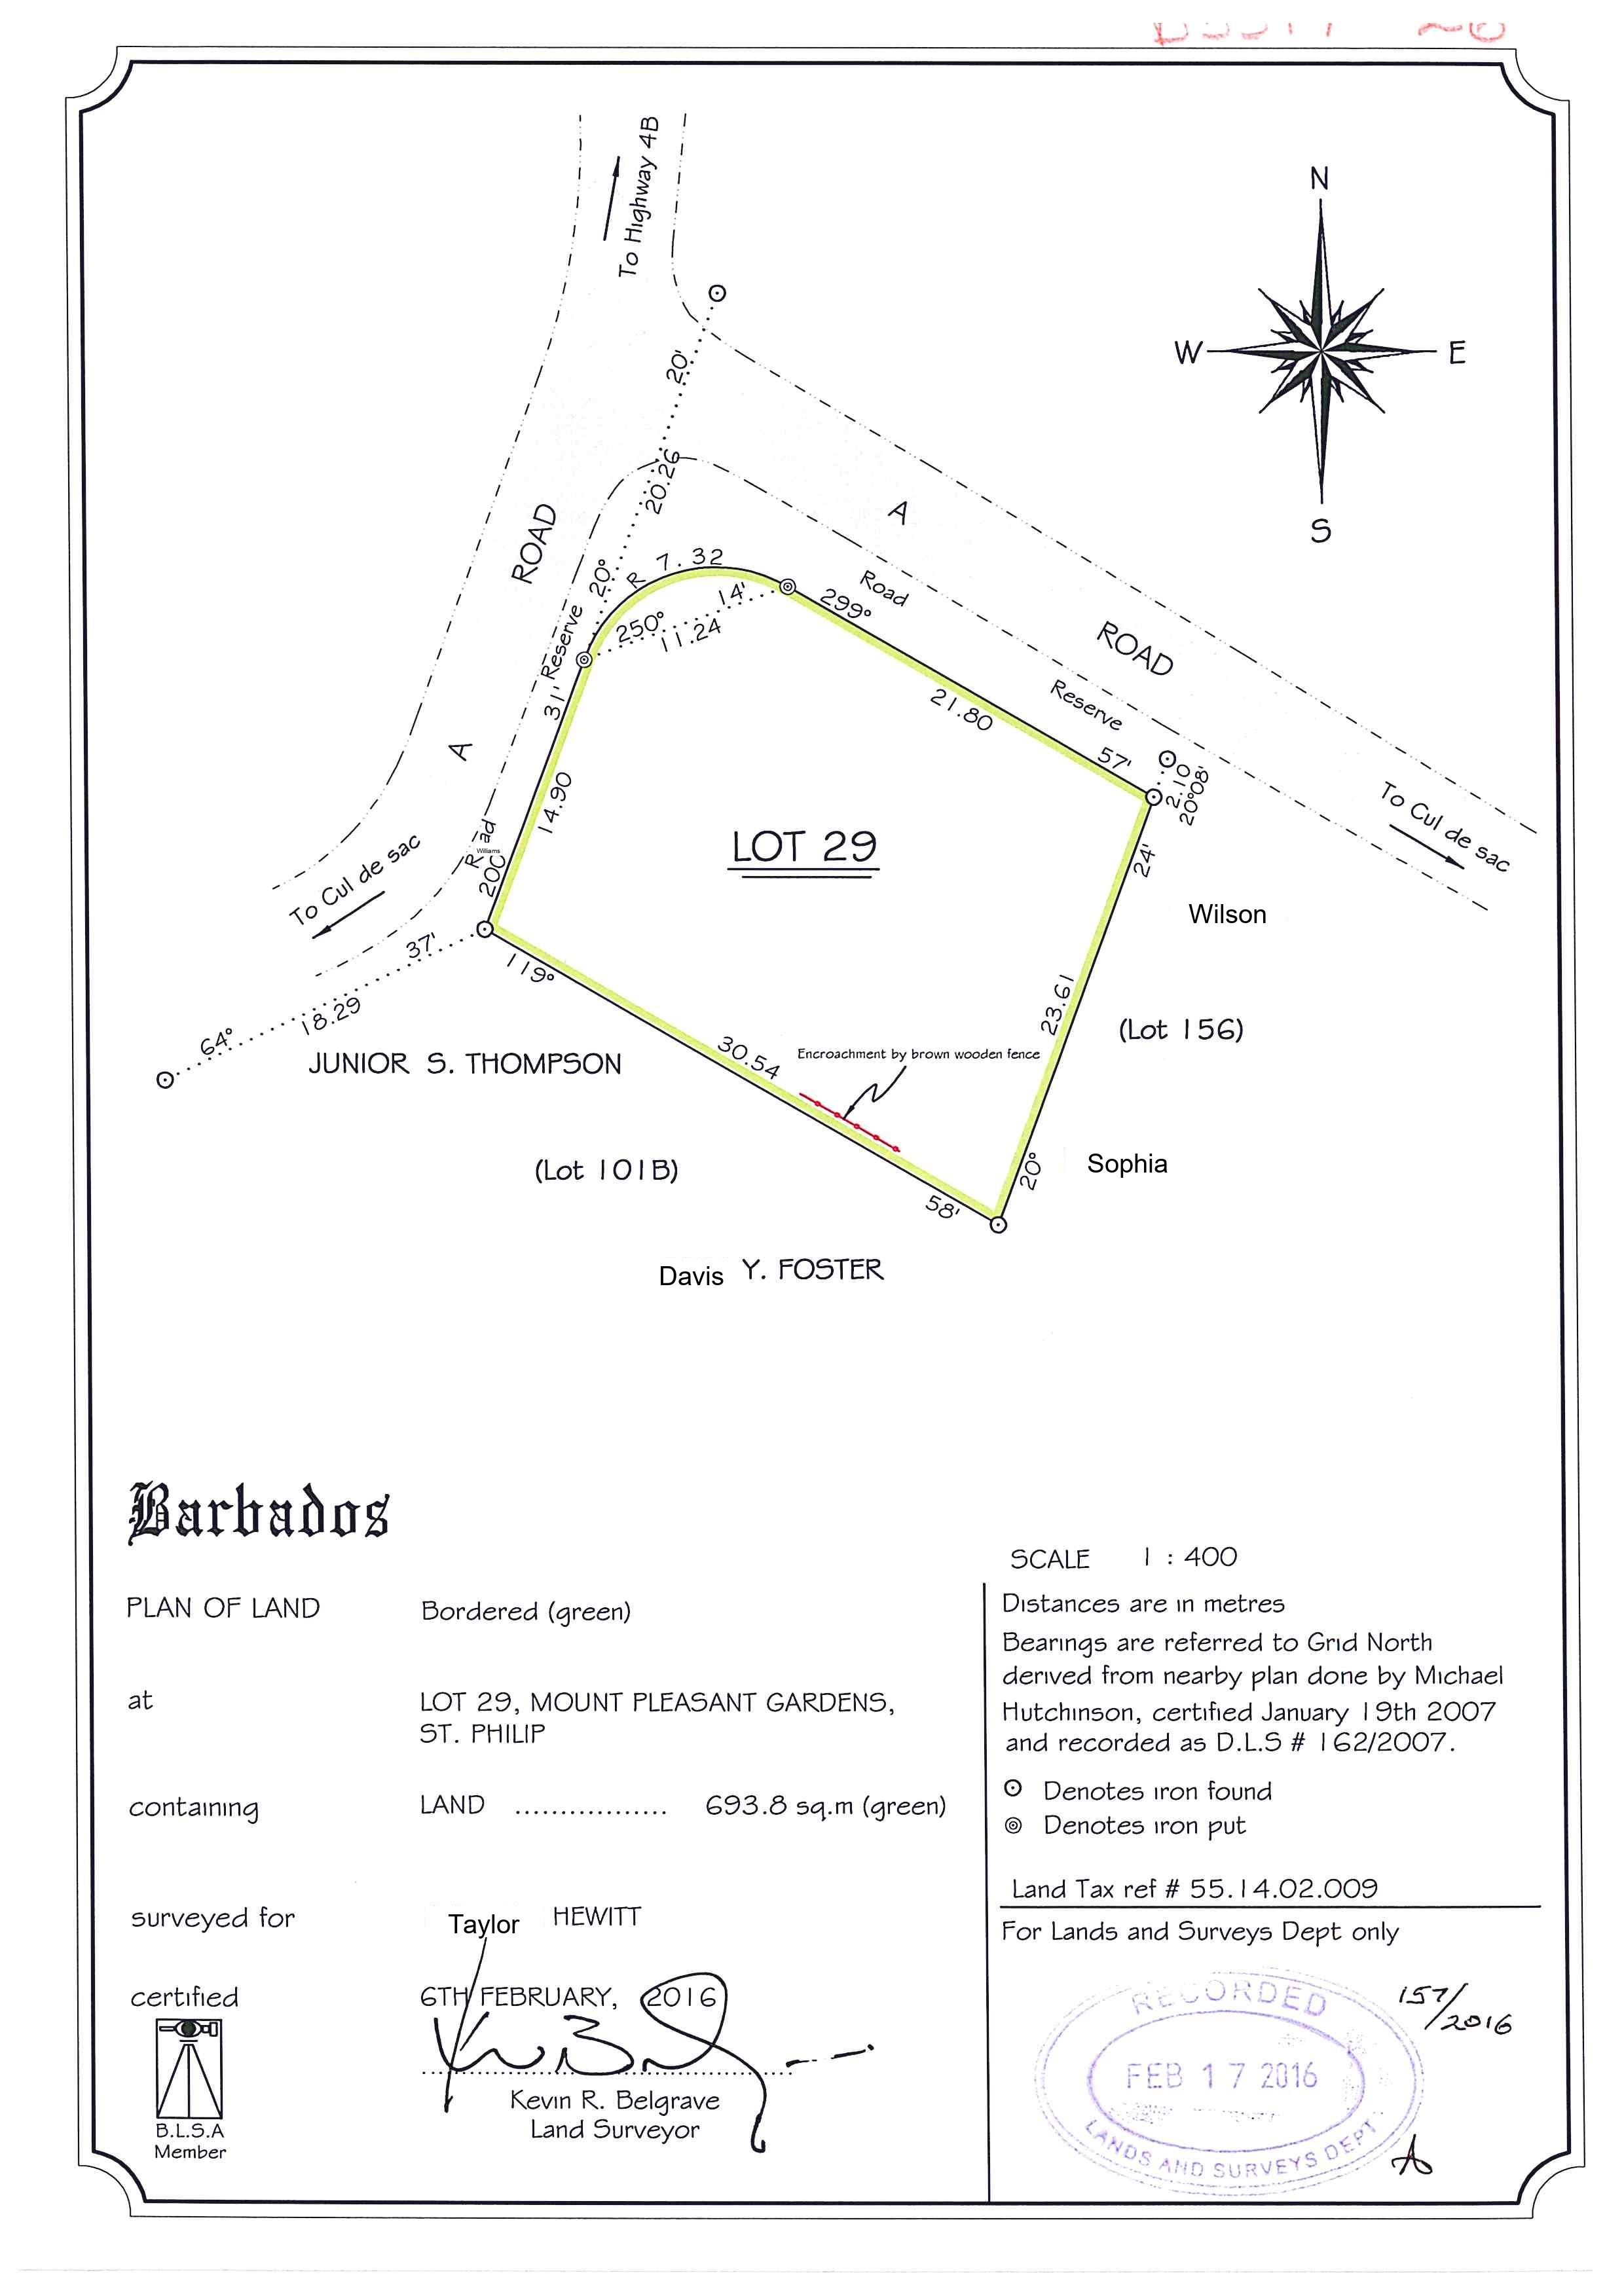 To Highway 4B
N
W
E
S
20'
20.26
20°
A
ROAD
R 7.32
14'
250°
11.24
299°
Road
ROAD
Reserve
31'
21.80
Reserve
57'
2.10
20°08'
To Cul de sac
A
14.90
LOT 29
24'
Williams
200
To Cul de sac
Wilson
37'
119°
18.29
64°
23.61
(Lot 156)
30.54
Encroachment by brown wooden fence
JUNIOR S. THOMPSON
(Lot 101B)
20°
Sophia
58'
Davis Y. FOSTER
Barbados
SCALE 1 : 400
PLAN OF LAND Bordered (green)
Distances are in metres
Bearings are referred to Grid North
derived from nearby plan done by Michael
Hutchinson, certified January 19th 2007
and recorded as D.L.S # 162/2007.
at LOT 29, MOUNT PLEASANT GARDENS,
ST. PHILIP
Denotes iron found
Denotes iron put
containing LAND ................. 693.8 sq.m (green)
Land Tax ref # 55.14.02.009
surveyed for Taylor HEWITT
For Lands and Surveys Dept only
certified 6TH FEBRUARY, 2016
Kevin R. Belgrave
Land Surveyor
B.L.S.A
Member
RECORDED
FEB 17 2016
LANDS AND SURVEYS DEPT
157/2016